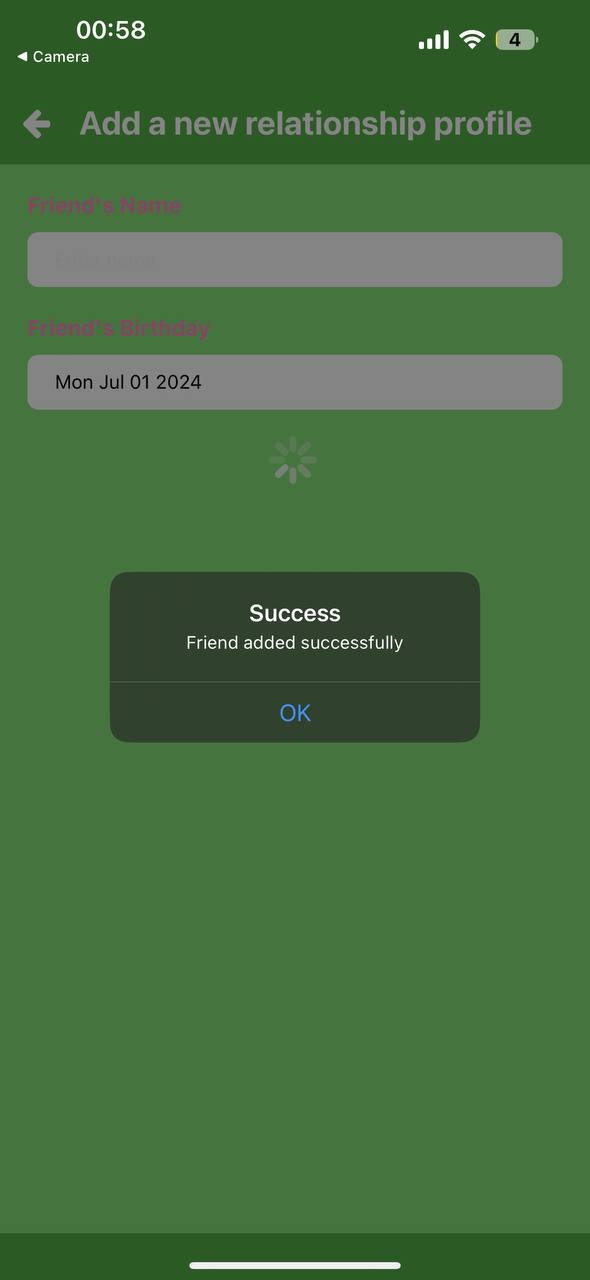 00:58
4
◀ Camera
Add a new relationship profile
Friend's Name
Enter name
Friend's Birthday
Mon Jul 01 2024
Success
Friend added successfully
OK